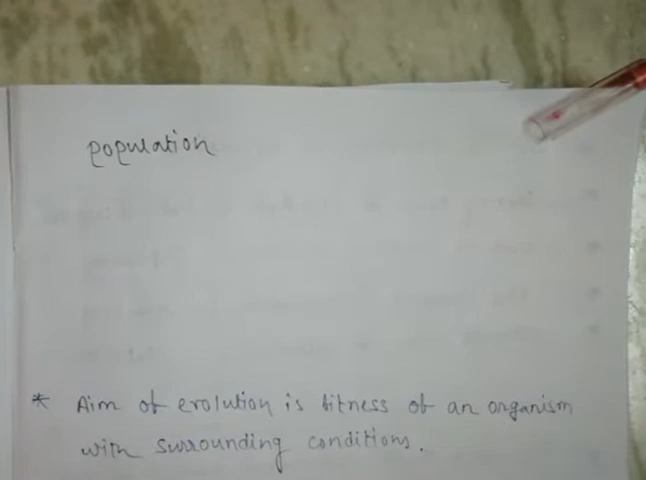 population
* Aim of evolution is fitness of an organism
with surrounding conditions.